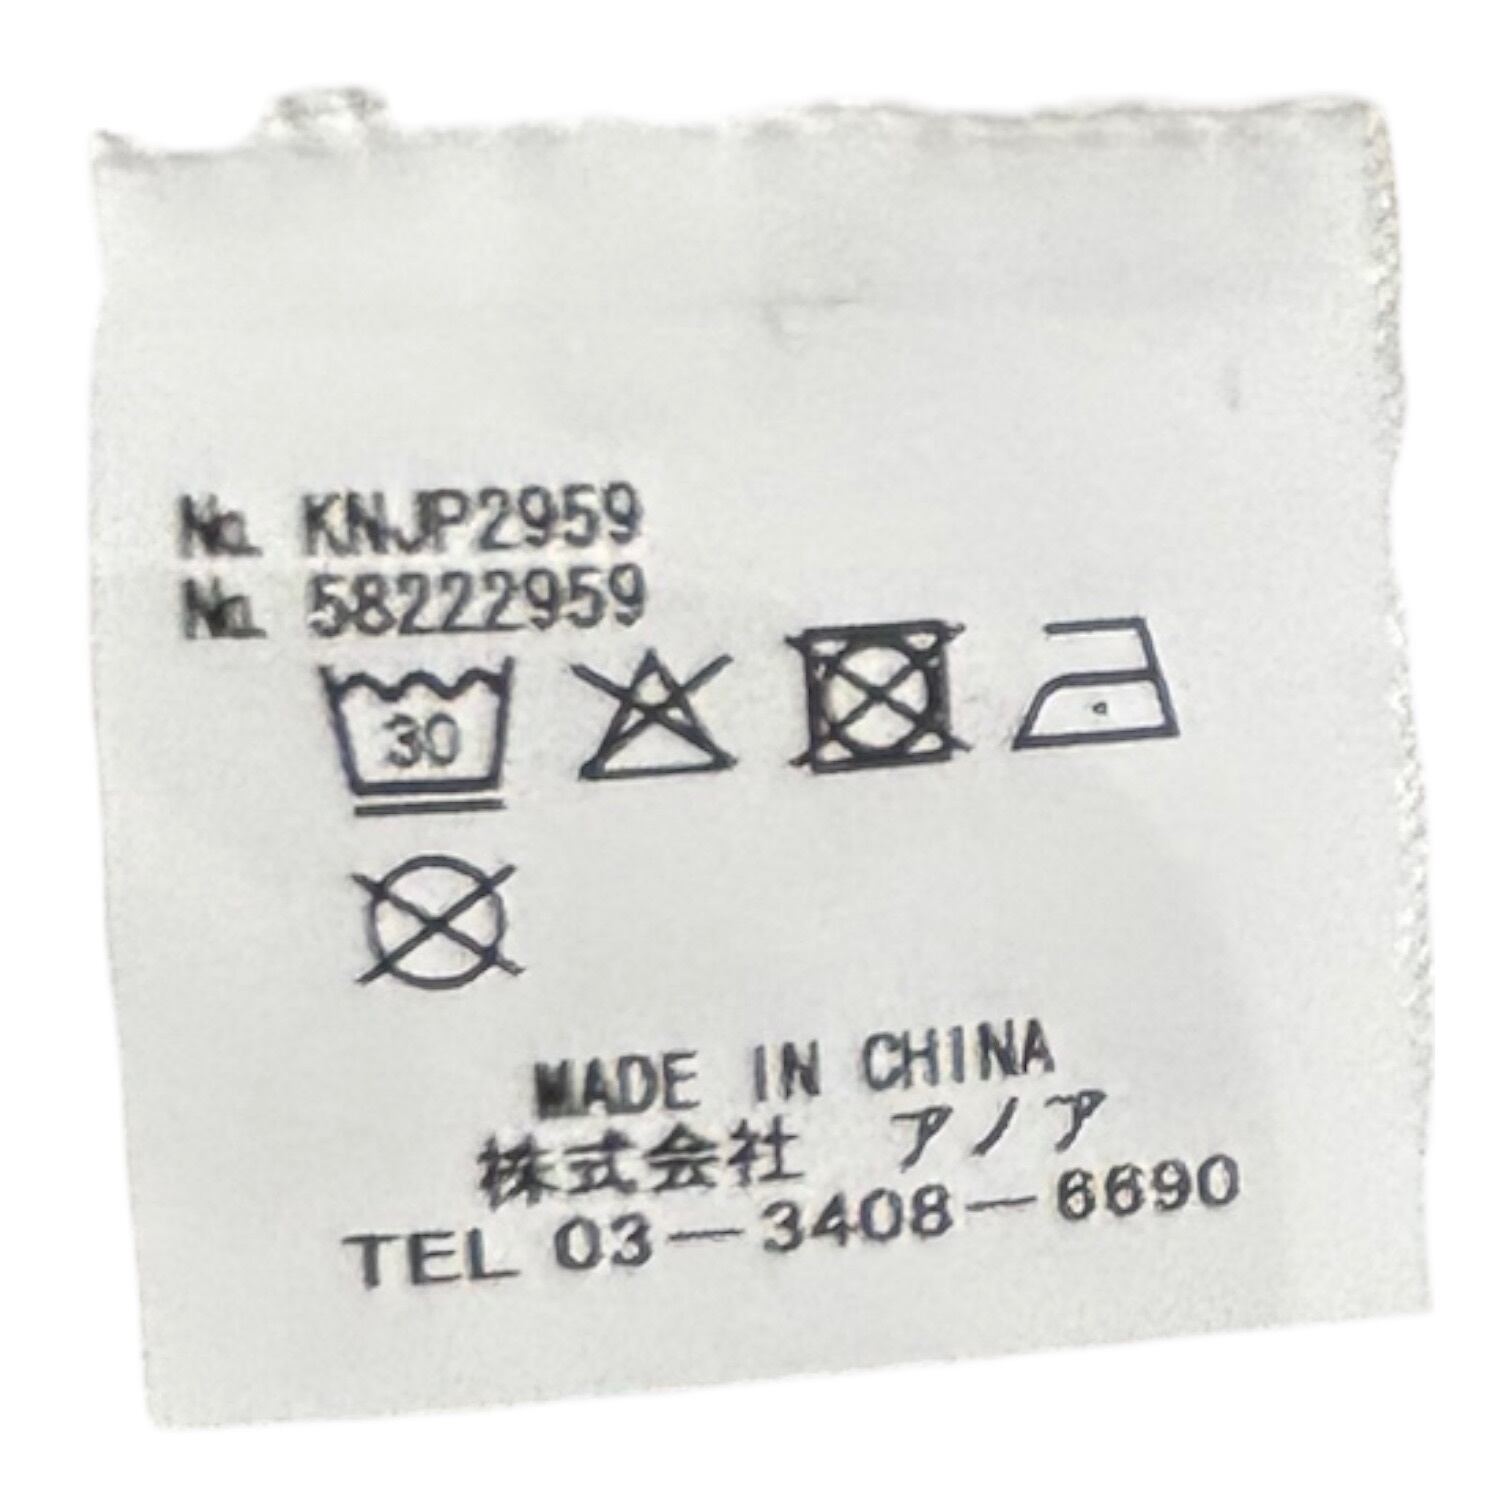 № KNJP2959
№ 58222959
30
MADE IN CHINA
株式会社 アノア
TEL 03-3408-6690